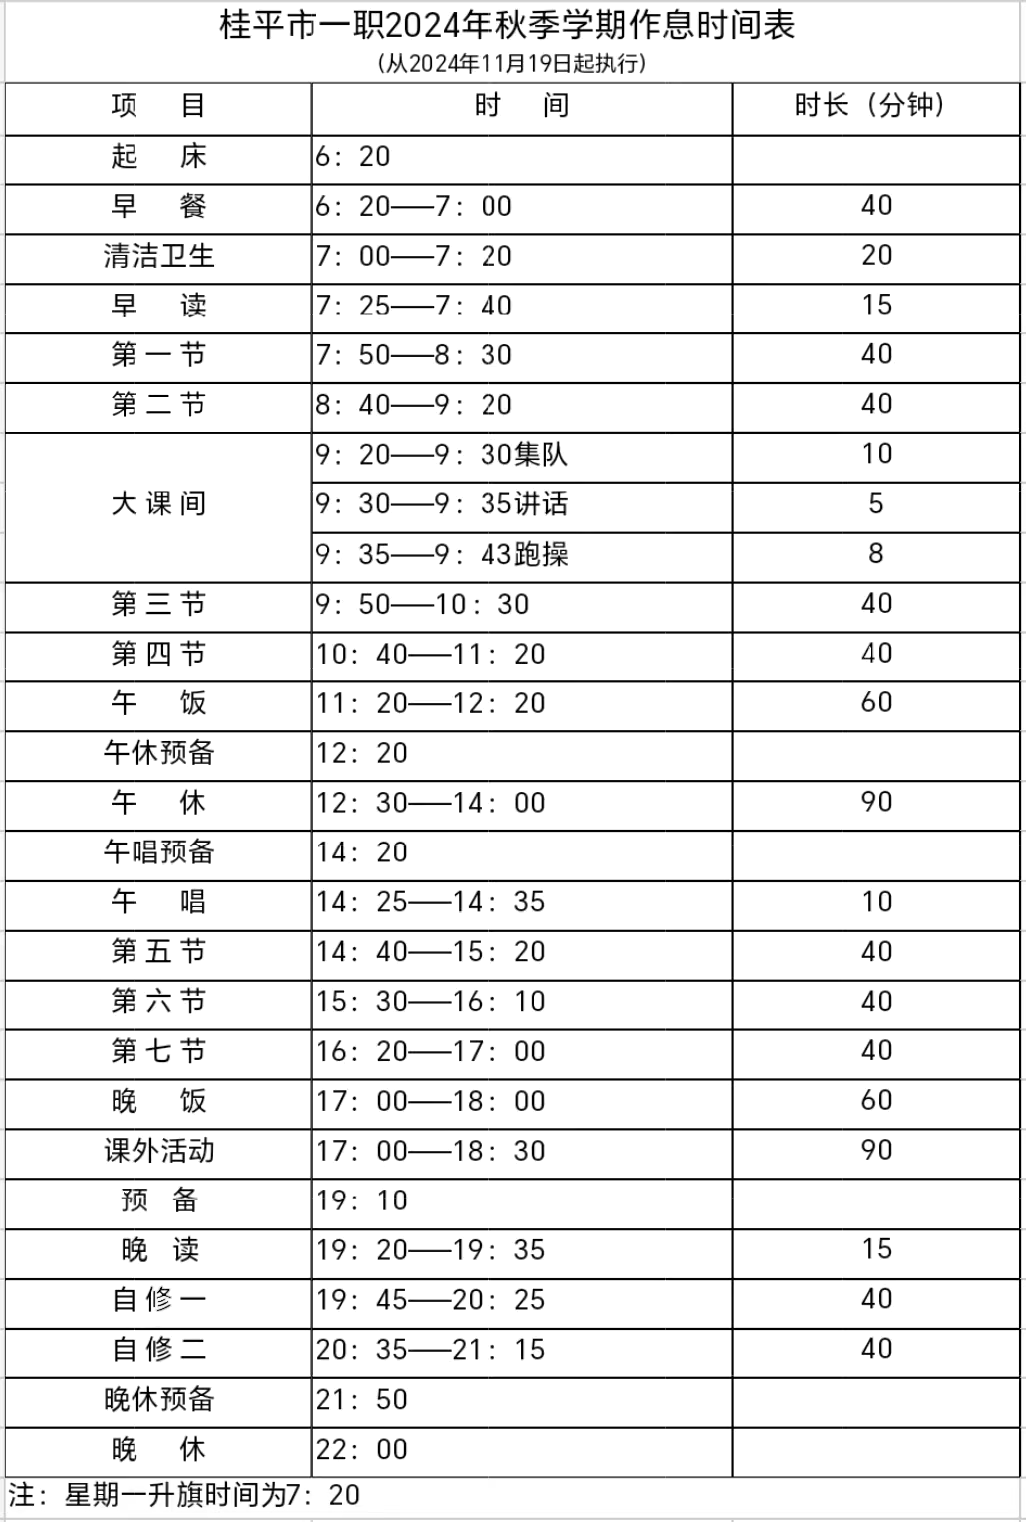 桂平市一职2024年秋季学期作息时间表
(从2024年11月19日起执行)
项 目 时 间 时长（分钟）
起 床 6：20
早 餐 6：20——7：00 40
清洁卫生 7：00——7：20 20
早 读 7：25——7：40 15
第一节 7：50——8：30 40
第二节 8：40——9：20 40
大课间 9：20——9：30集队 10
9：30——9：35讲话 5
9：35——9：43跑操 8
第三节 9：50——10：30 40
第四节 10：40——11：20 40
午 饭 11：20——12：20 60
午休预备 12：20
午 休 12：30——14：00 90
午唱预备 14：20
午 唱 14：25——14：35 10
第五节 14：40——15：20 40
第六节 15：30——16：10 40
第七节 16：20——17：00 40
晚 饭 17：00——18：00 60
课外活动 17：00——18：30 90
预 备 19：10
晚 读 19：20——19：35 15
自修一 19：45——20：25 40
自修二 20：35——21：15 40
晚休预备 21：50
晚 休 22：00
注：星期一升旗时间为7：20